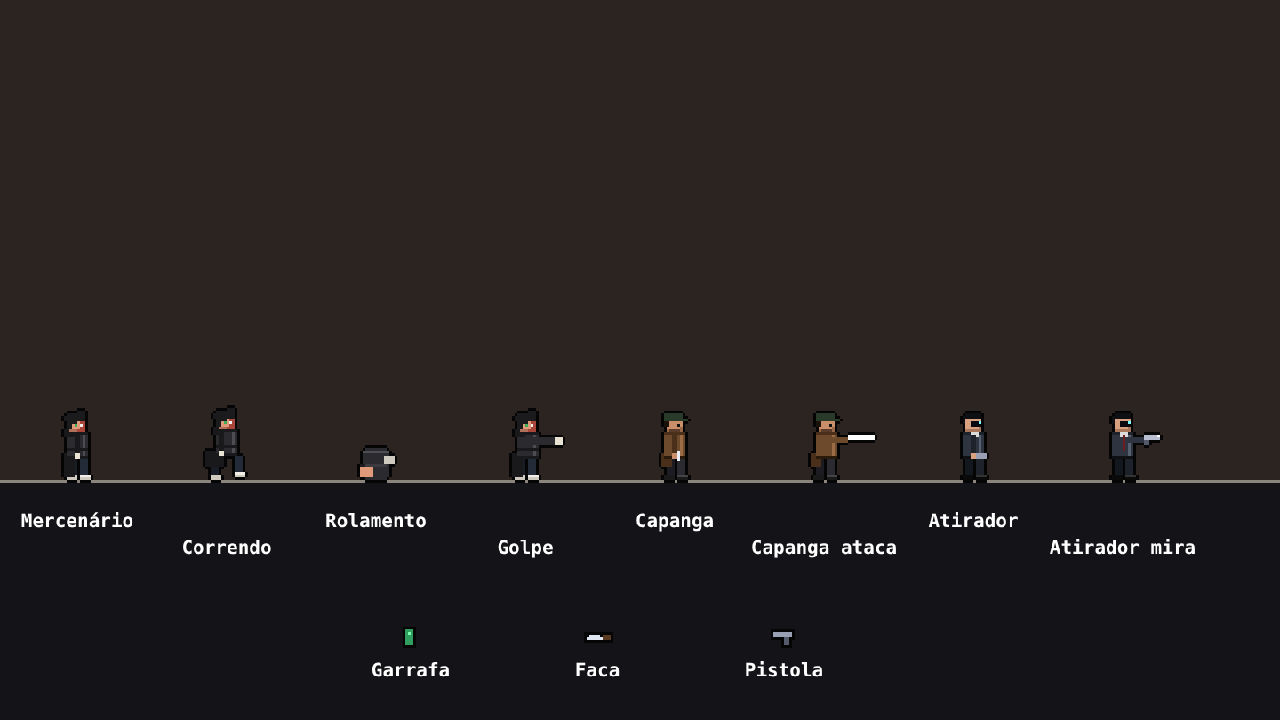 Mercenário
Rolamento
Capanga
Atirador
Correndo
Golpe
Capanga ataca
Atirador mira
Garrafa
Faca
Pistola